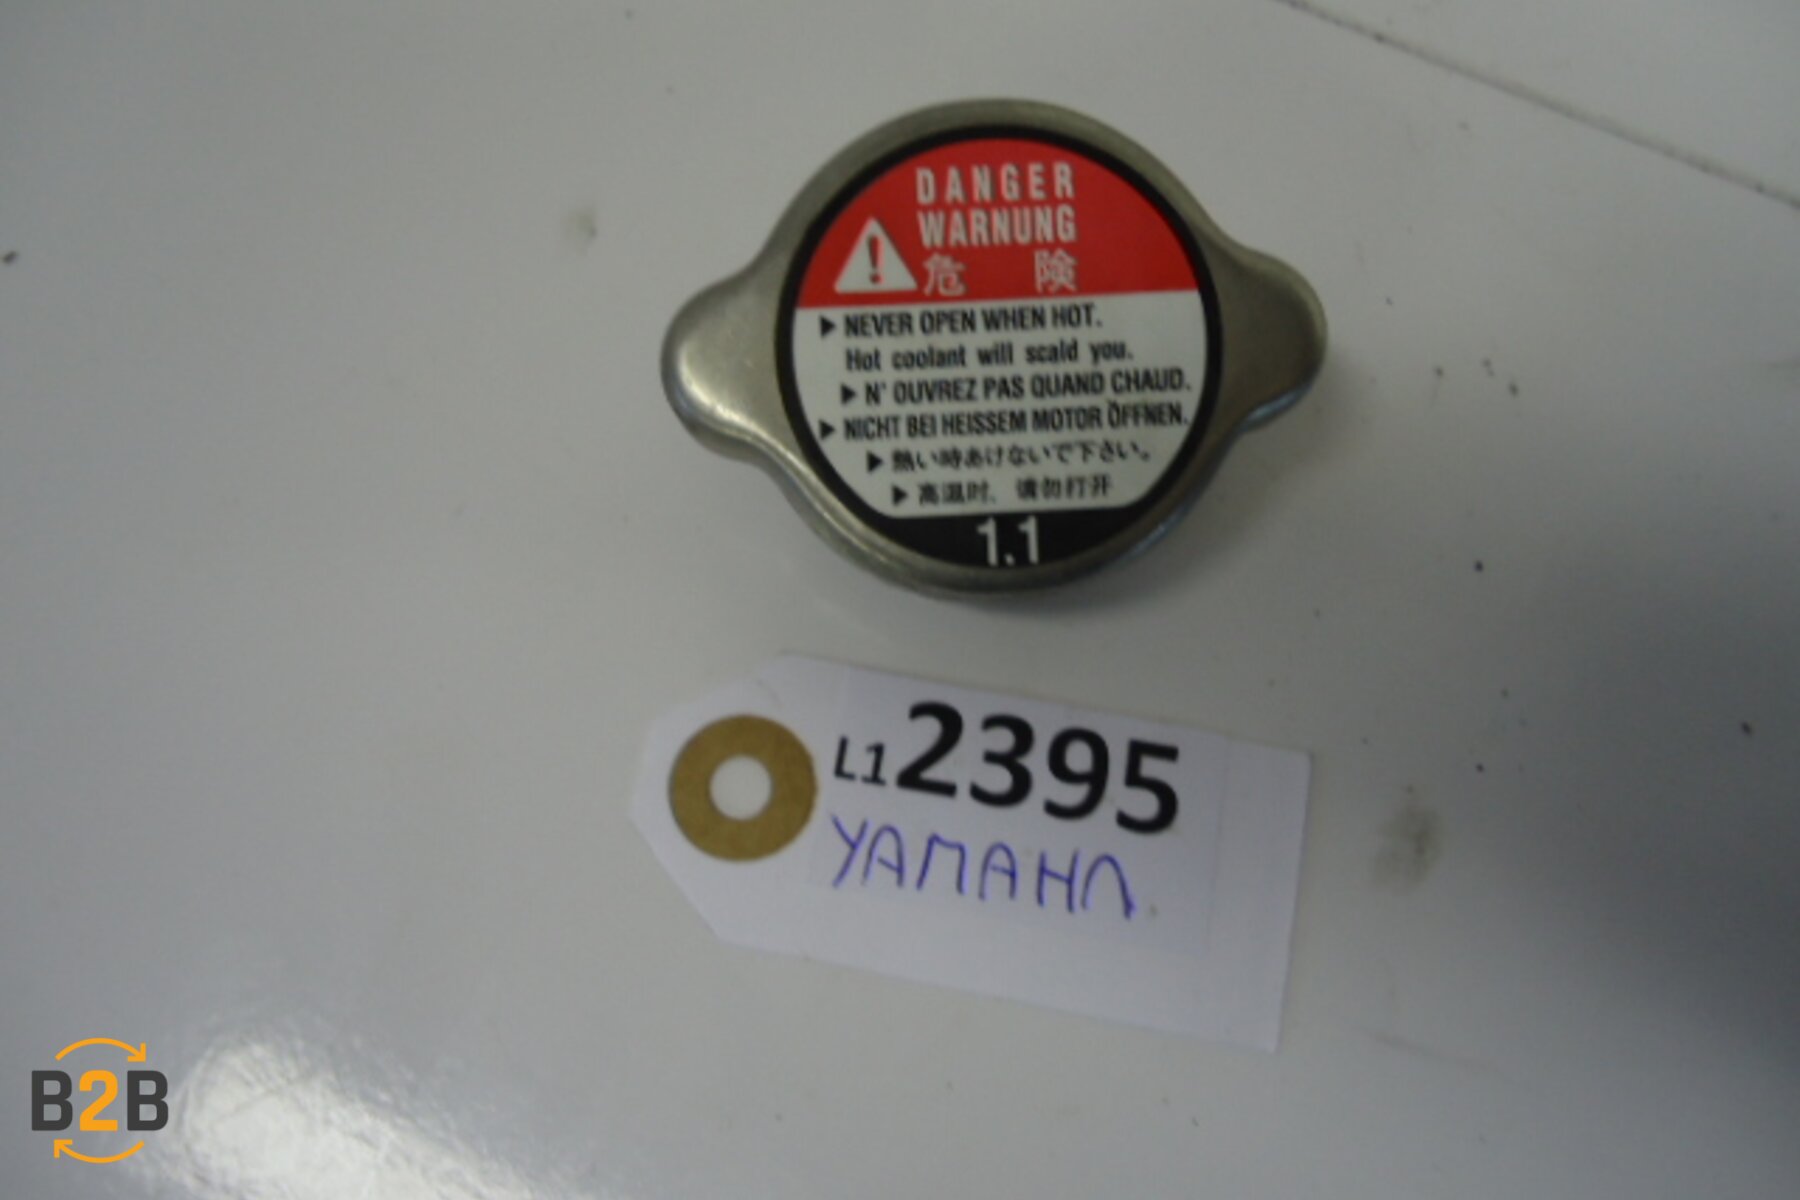 DANGER
WARNUNG
危 険
▶ NEVER OPEN WHEN HOT.
Hot coolant will scald you.
▶ N' OUVREZ PAS QUAND CHAUD.
▶ NICHT BEI HEISSEM MOTOR ÖFFNEN.
▶ 熱い時あけないで下さい。
▶ 高温时、请勿打开
1.1
L1 2395
YAMAHA
B2B